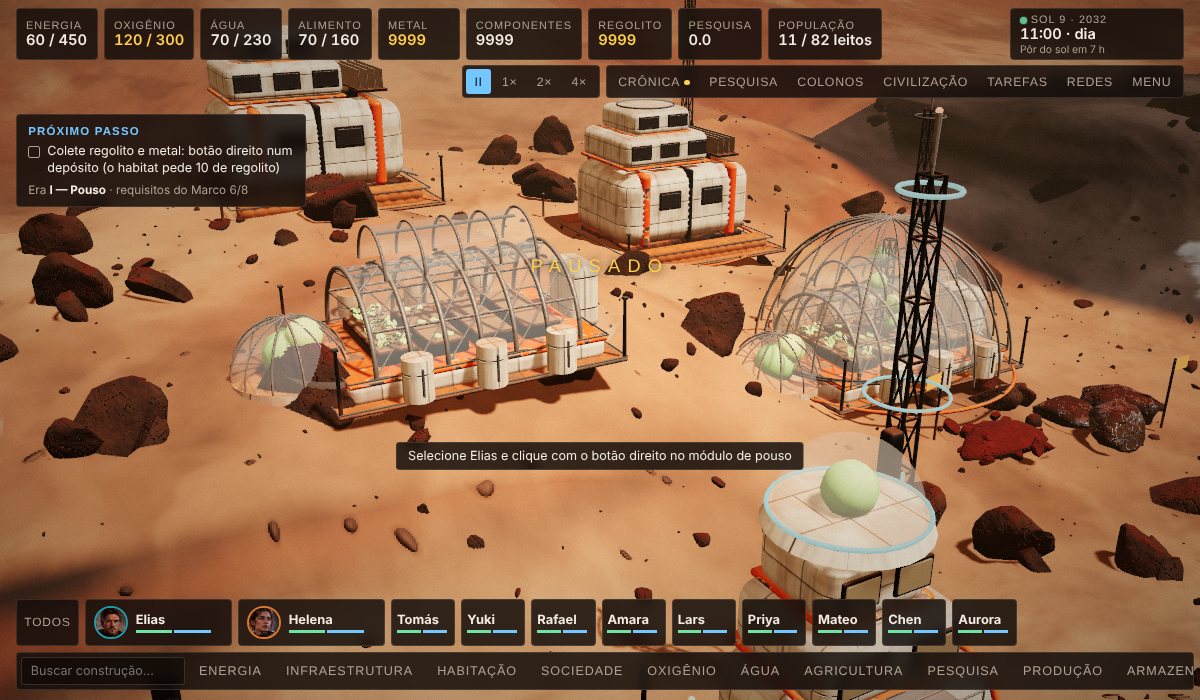 ENERGIA
60 / 450
OXIGÊNIO
120 / 300
ÁGUA
70 / 230
ALIMENTO
70 / 160
METAL
9999
COMPONENTES
9999
REGOLITO
9999
PESQUISA
0.0
POPULAÇÃO
11 / 82 leitos
SOL 9 · 2032
11:00 · dia
Pôr do sol em 7 h
II 1× 2× 4×
CRÔNICA PESQUISA COLONOS CIVILIZAÇÃO TAREFAS REDES MENU
PRÓXIMO PASSO
Colete regolito e metal: botão direito num
depósito (o habitat pede 10 de regolito)
Era I — Pouso · requisitos do Marco 6/8
PAUSADO
Selecione Elias e clique com o botão direito no módulo de pouso
TODOS Elias Helena Tomás Yuki Rafael Amara Lars Priya Mateo Chen Aurora
Buscar construção... ENERGIA INFRAESTRUTURA HABITAÇÃO SOCIEDADE OXIGÊNIO ÁGUA AGRICULTURA PESQUISA PRODUÇÃO ARMAZEN